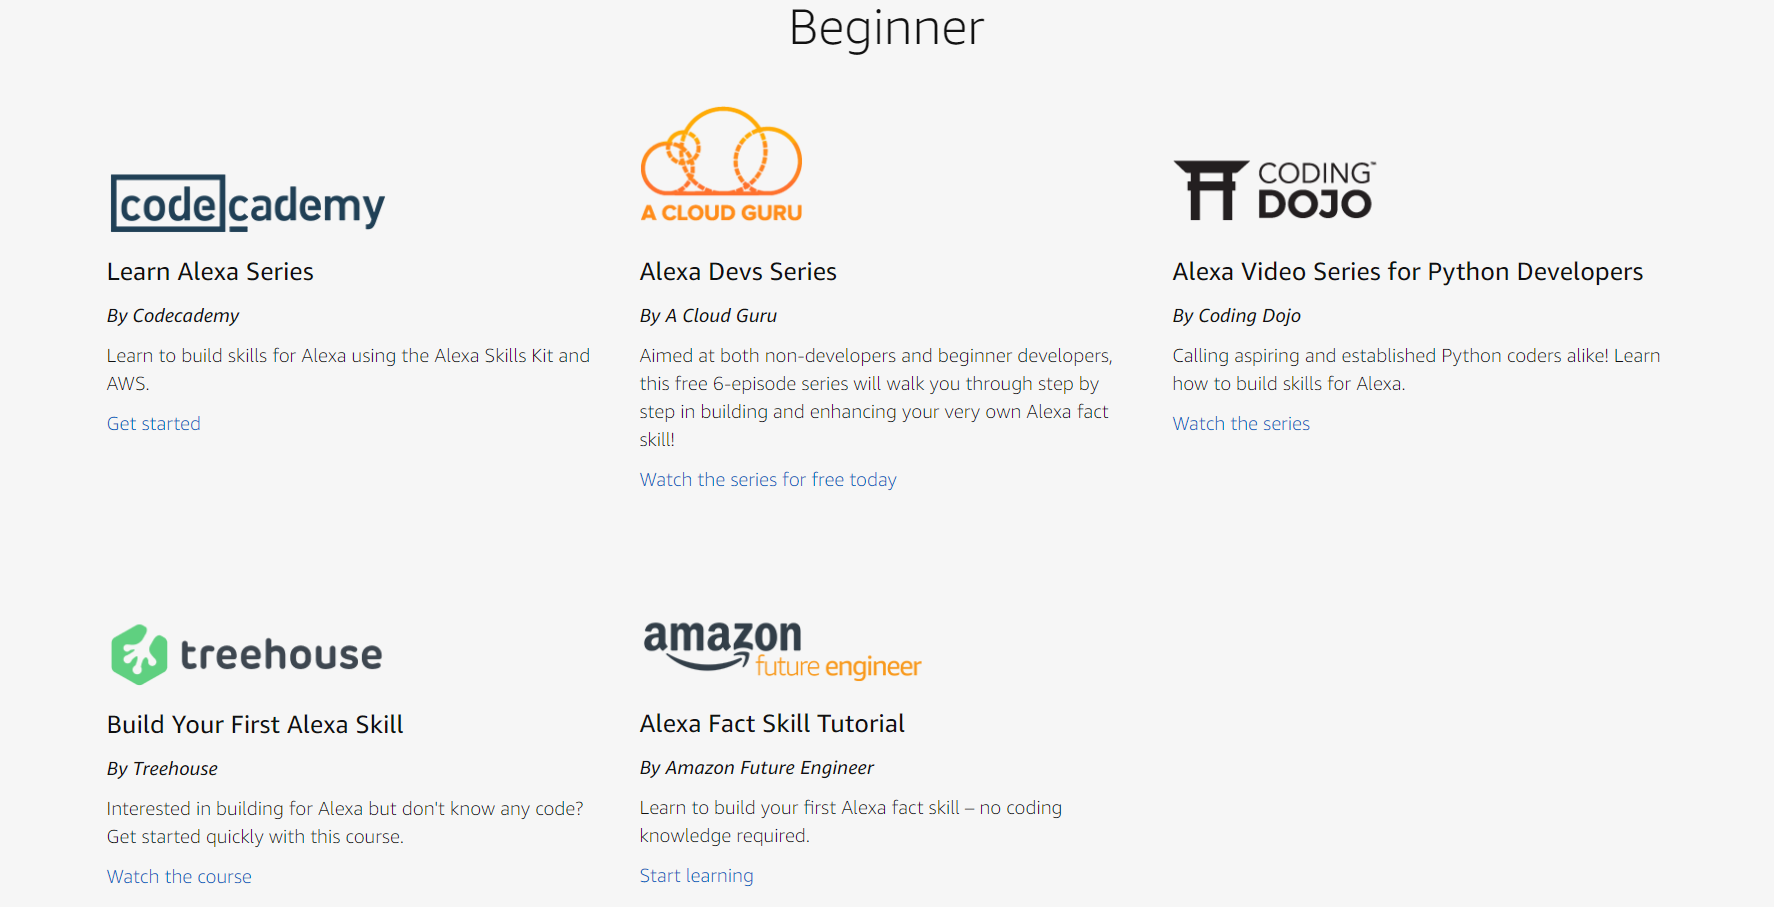 Beginner
codecademy
Learn Alexa Series
By Codecademy
Learn to build skills for Alexa using the Alexa Skills Kit and
AWS.
Get started
A CLOUD GURU
Alexa Devs Series
By A Cloud Guru
Aimed at both non-developers and beginner developers,
this free 6-episode series will walk you through step by
step in building and enhancing your very own Alexa fact
skill!
Watch the series for free today
CODING™
DOJO
Alexa Video Series for Python Developers
By Coding Dojo
Calling aspiring and established Python coders alike! Learn
how to build skills for Alexa.
Watch the series
treehouse
Build Your First Alexa Skill
By Treehouse
Interested in building for Alexa but don't know any code?
Get started quickly with this course.
Watch the course
amazon
future engineer
Alexa Fact Skill Tutorial
By Amazon Future Engineer
Learn to build your first Alexa fact skill – no coding
knowledge required.
Start learning